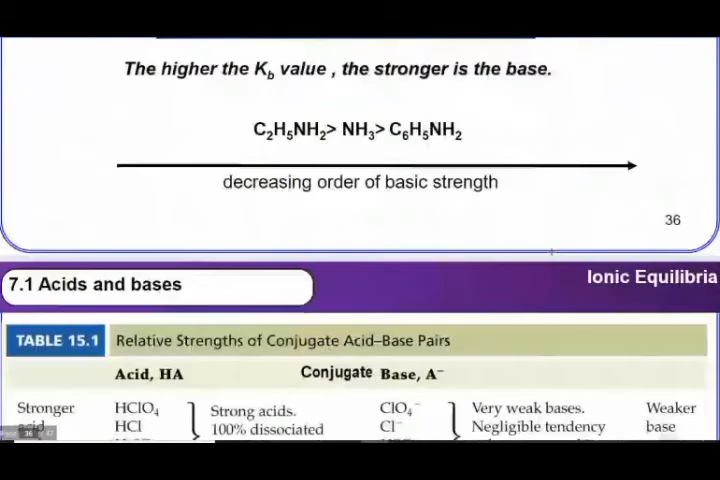 The higher the Kb value , the stronger is the base.
C2H5NH2> NH3> C6H5NH2
decreasing order of basic strength
36
7.1 Acids and bases
Ionic Equilibria
TABLE 15.1 Relative Strengths of Conjugate Acid–Base Pairs
Acid, HA Conjugate Base, A⁻
Stronger HClO4 Strong acids. ClO4⁻ Very weak bases. Weaker
acid HCl 100% dissociated Cl⁻ Negligible tendency base